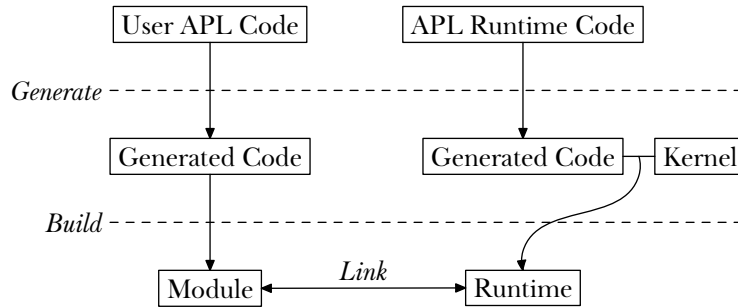 User APL Code
APL Runtime Code
Generate
Generated Code
Generated Code
Kernel
Build
Module
Link
Runtime